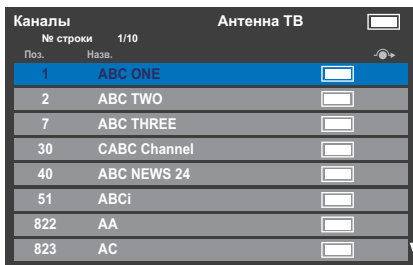 Каналы Антенна ТВ
№ строки 1/10
Поз. Назв.
1 ABC ONE
2 ABC TWO
7 ABC THREE
30 CABC Channel
40 ABC NEWS 24
51 ABCi
822 AA
823 AC